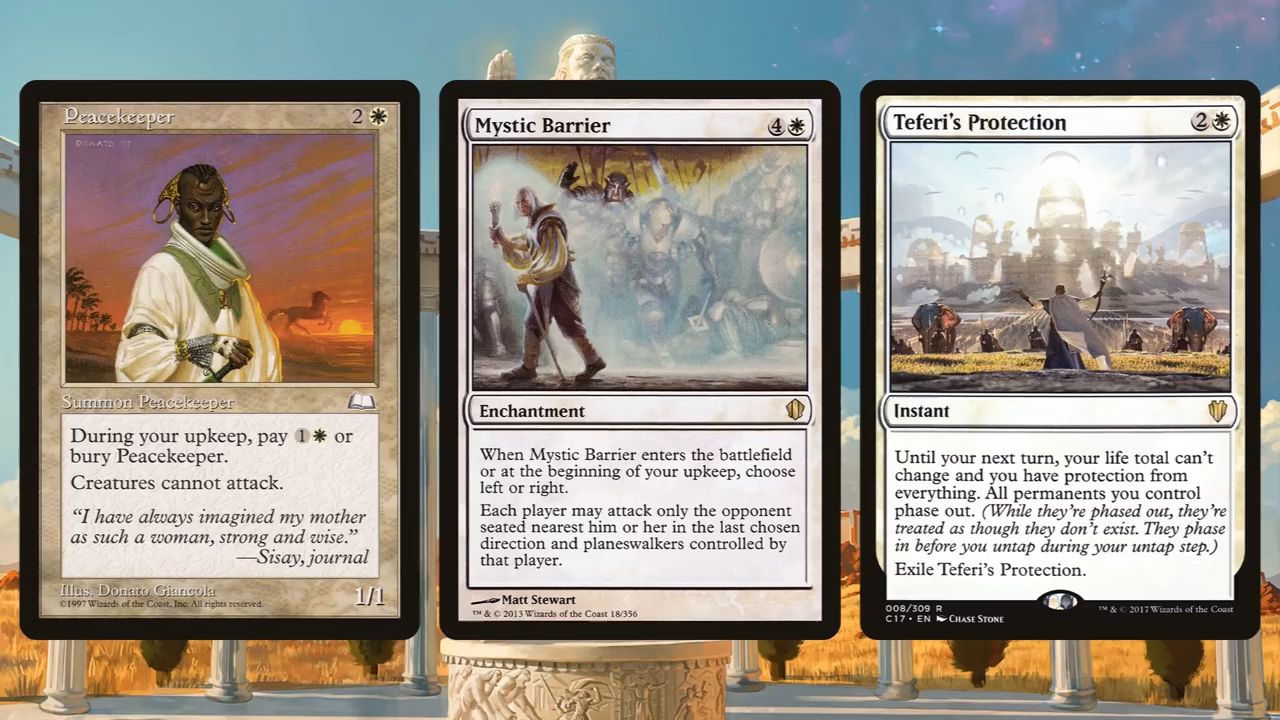 Peacekeeper 2
DONATO 97
Summon Peacekeeper
During your upkeep, pay 1 or
bury Peacekeeper.
Creatures cannot attack.
“I have always imagined my mother
as such a woman, strong and wise.”
—Sisay, journal
Illus. Donato Giancola
©1997 Wizards of the Coast, Inc. All rights reserved.
1/1
Mystic Barrier 4
Enchantment
When Mystic Barrier enters the battlefield
or at the beginning of your upkeep, choose
left or right.
Each player may attack only the opponent
seated nearest him or her in the last chosen
direction and planeswalkers controlled by
that player.
Matt Stewart
™ & © 2013 Wizards of the Coast 18/356
Teferi's Protection 2
Instant
Until your next turn, your life total can't
change and you have protection from
everything. All permanents you control
phase out. (While they're phased out, they're
treated as though they don't exist. They phase
in before you untap during your untap step.)
Exile Teferi's Protection.
008/309 R
™ & © 2017 Wizards of the Coast
C17 • EN CHASE STONE